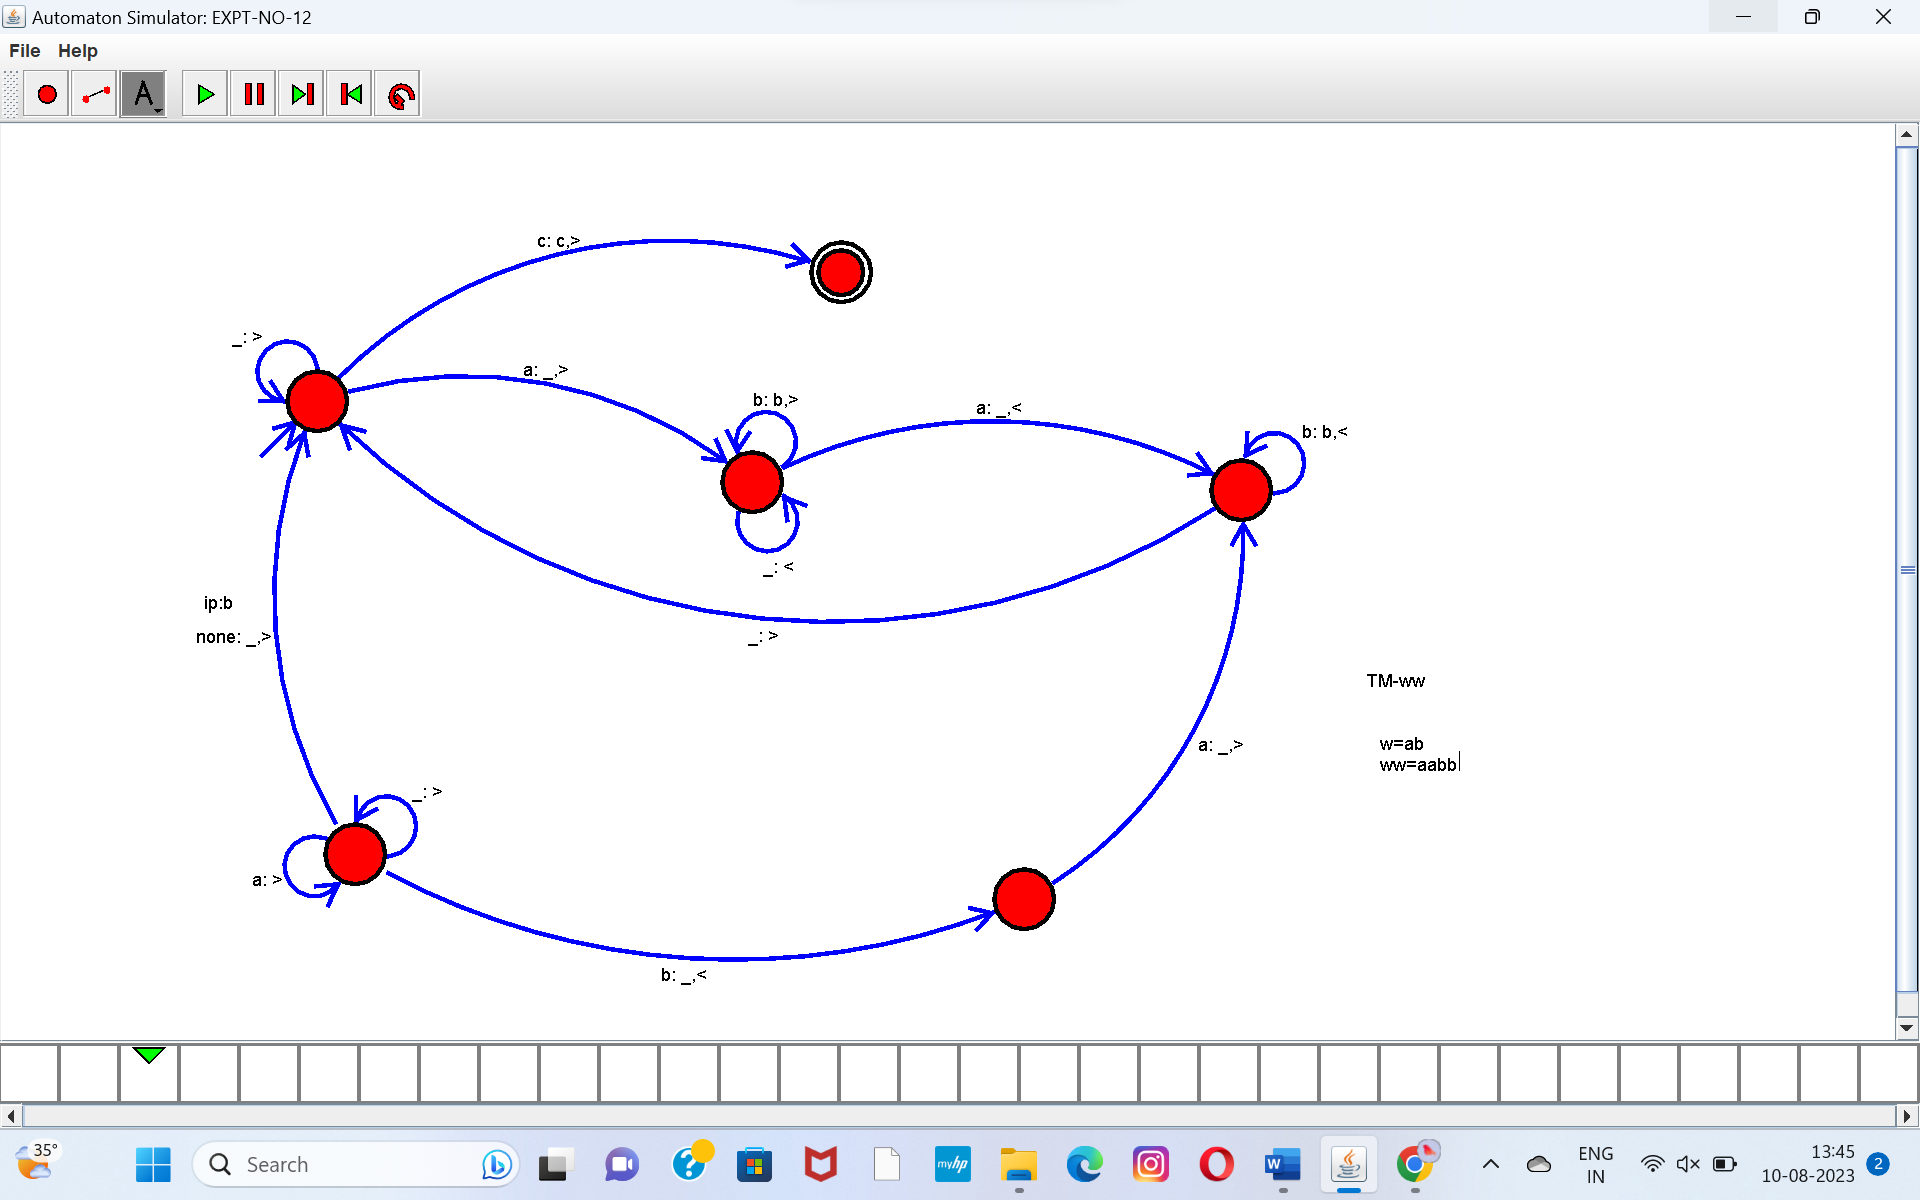 Automaton Simulator: EXPT-NO-12
File Help
A
c: c,>
_: >
a: _,>
b: b,>
a: _,<
b: b,<
_: <
ip:b
none: _,>
_: >
TM-ww
a: _,>
w=ab
ww=aabb
_: >
a: >
b: _,<
35°
Search
myhp
W
ENG
IN
13:45
10-08-2023
2